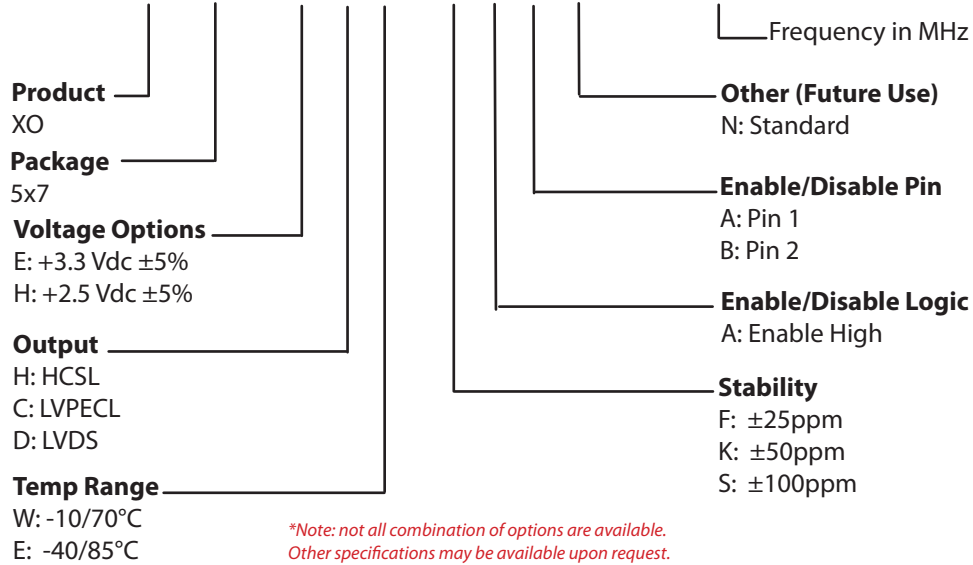 Frequency in MHz
Product
XO
Package
5x7
Voltage Options
E: +3.3 Vdc ±5%
H: +2.5 Vdc ±5%
Output
H: HCSL
C: LVPECL
D: LVDS
Temp Range
W: -10/70°C
E: -40/85°C
Other (Future Use)
N: Standard
Enable/Disable Pin
A: Pin 1
B: Pin 2
Enable/Disable Logic
A: Enable High
Stability
F: ±25ppm
K: ±50ppm
S: ±100ppm
*Note: not all combination of options are available.
Other specifications may be available upon request.